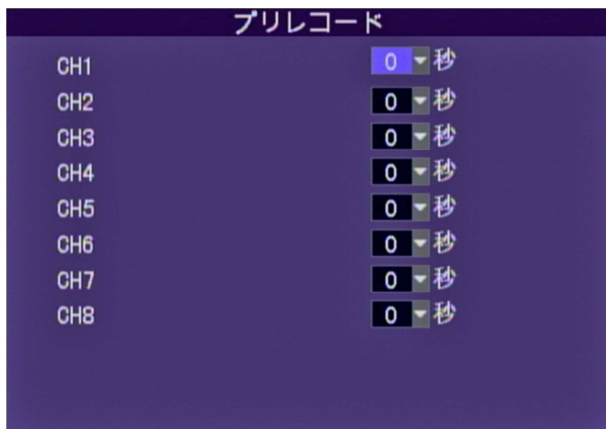 プリレコード
CH1 0 秒
CH2 0 秒
CH3 0 秒
CH4 0 秒
CH5 0 秒
CH6 0 秒
CH7 0 秒
CH8 0 秒